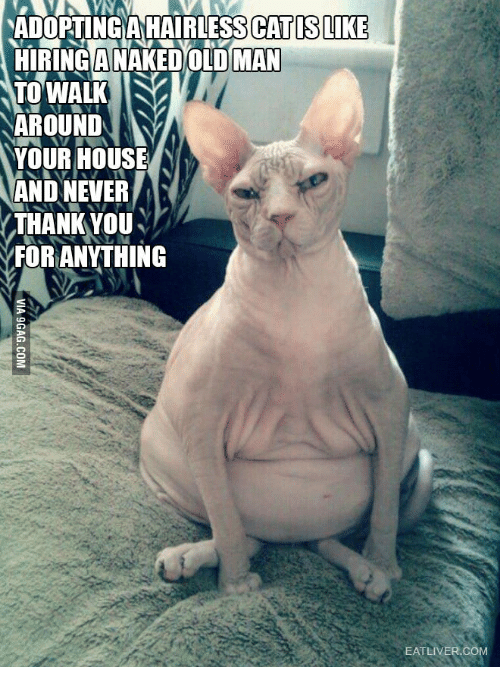 ADOPTING A HAIRLESS CAT IS LIKE
HIRING A NAKED OLD MAN
TO WALK
AROUND
YOUR HOUSE
AND NEVER
THANK YOU
FOR ANYTHING
VIA 9GAG.COM
EATLIVER.COM